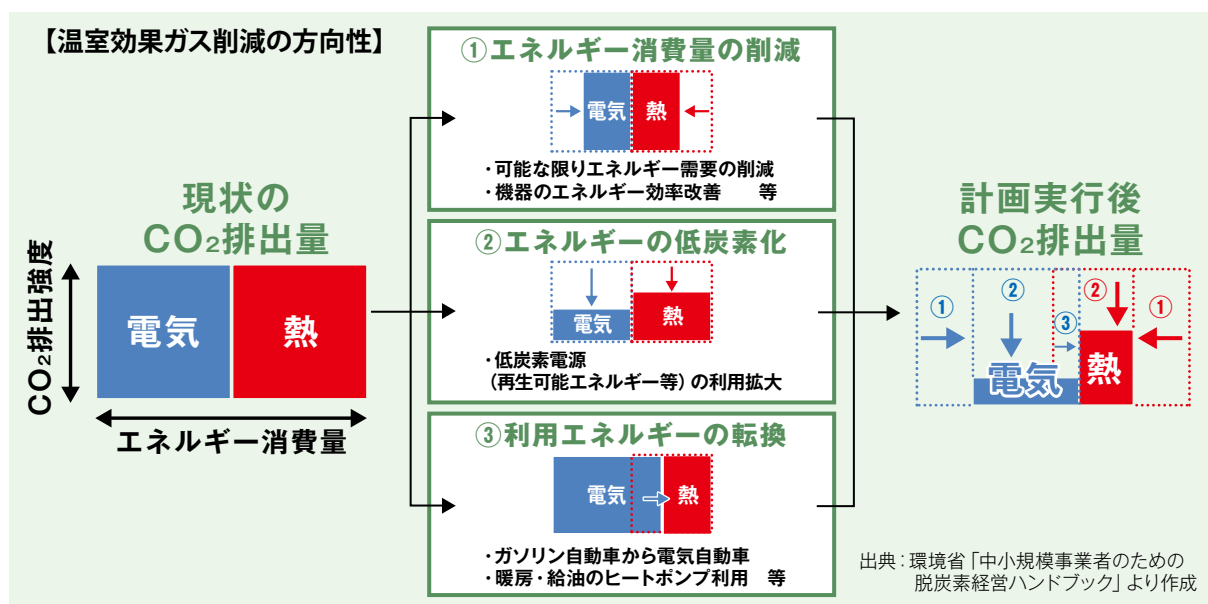 【温室効果ガス削減の方向性】
現状の
CO₂排出量
CO₂排出強度
電気
熱
エネルギー消費量
①エネルギー消費量の削減
電気
熱
・可能な限りエネルギー需要の削減
・機器のエネルギー効率改善 等
②エネルギーの低炭素化
電気
熱
・低炭素電源
(再生可能エネルギー等)の利用拡大
③利用エネルギーの転換
電気
熱
・ガソリン自動車から電気自動車
・暖房・給油のヒートポンプ利用 等
計画実行後
CO₂排出量
①
②
③
②
①
電気
熱
出典：環境省「中小規模事業者のための
脱炭素経営ハンドブック」より作成